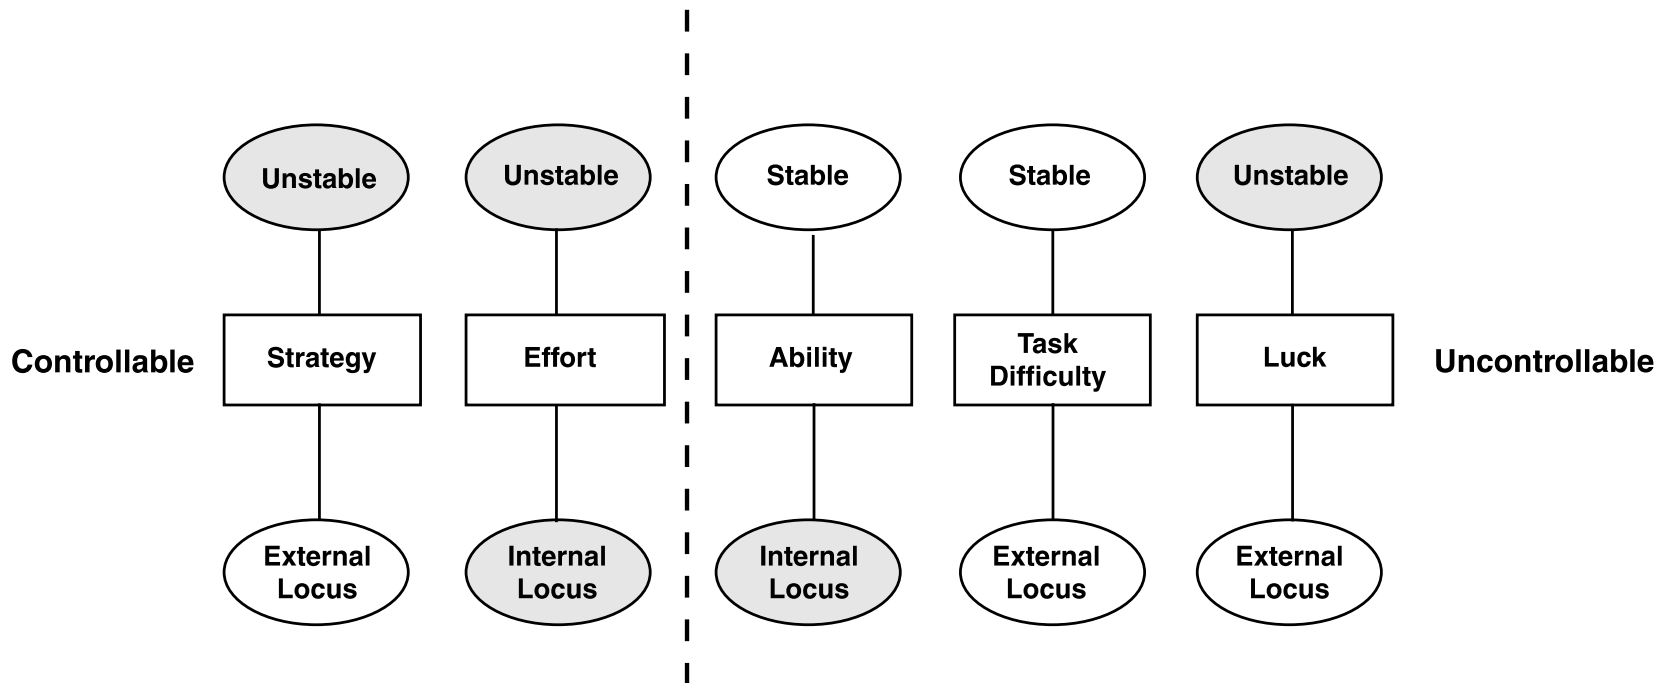 Unstable
Unstable
Stable
Stable
Unstable
Controllable
Strategy
Effort
Ability
Task
Difficulty
Luck
Uncontrollable
External
Locus
Internal
Locus
Internal
Locus
External
Locus
External
Locus